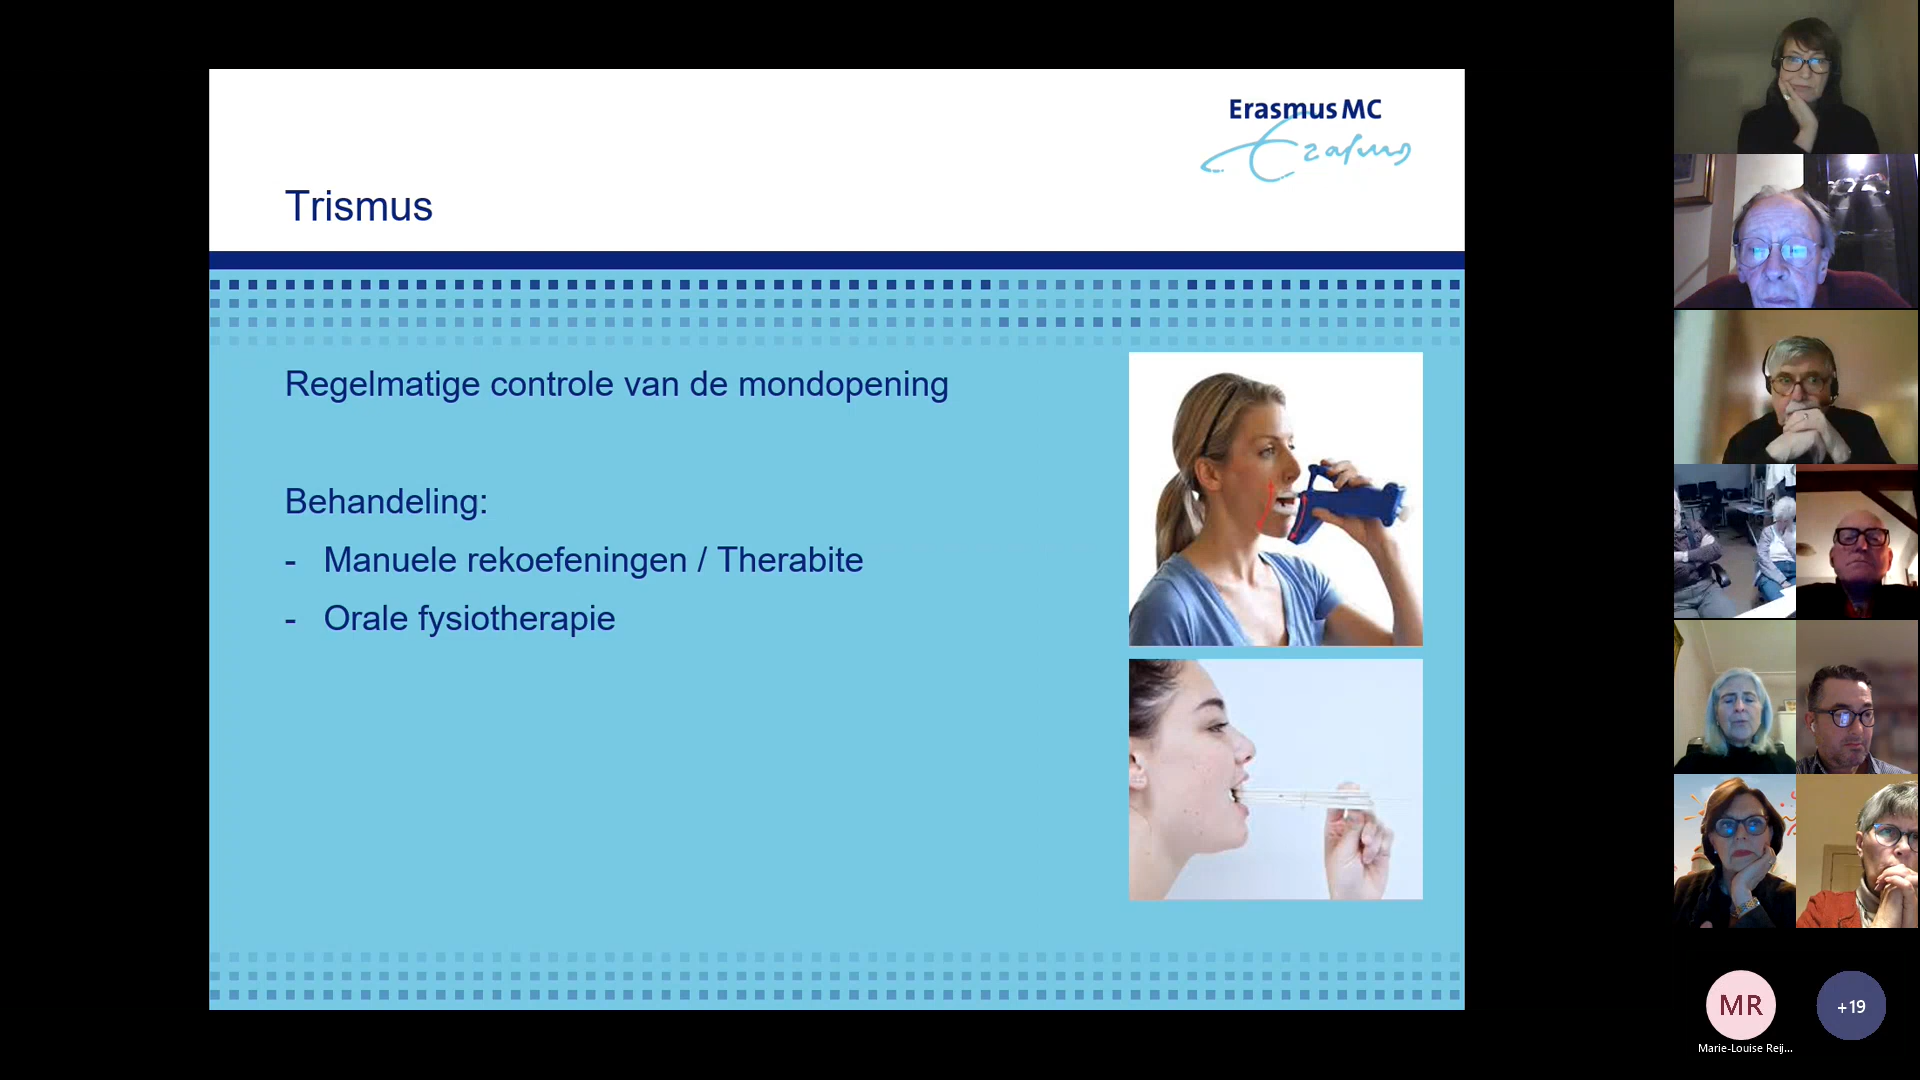 Erasmus MC
Erasmus
Trismus
Regelmatige controle van de mondopening
Behandeling:
- Manuele rekoefeningen / Therabite
- Orale fysiotherapie
MR
+19
Marie-Louise Reij...